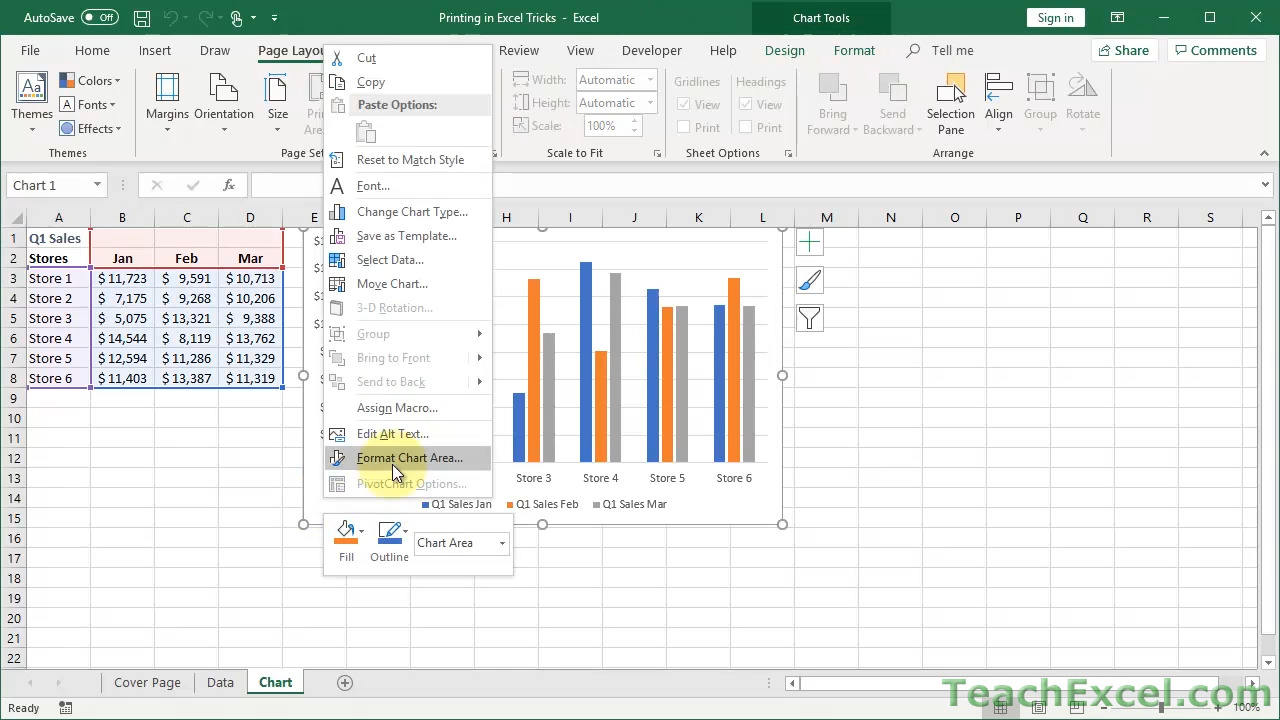 AutoSave Off Printing in Excel Tricks - Excel Chart Tools Sign in
File Home Insert Draw Page Layou Review View Developer Help Design Format Tell me Share Comments
Themes
Colors
Fonts
Effects
Themes
Margins Orientation Size
Page Set
Width: Automatic
Height: Automatic
Scale: 100%
Scale to Fit
Gridlines Headings
View View
Print Print
Sheet Options
Bring Forward Send Backward Selection Pane Align Group Rotate
Arrange
Chart 1 fx
A B C D E H I J K L M N O P Q R S
1 Q1 Sales
2 Stores Jan Feb Mar
3 Store 1 $ 11,723 $ 9,591 $ 10,713
4 Store 2 $ 7,175 $ 9,268 $ 10,206
5 Store 3 $ 5,075 $ 13,321 $ 9,388
6 Store 4 $ 14,544 $ 8,119 $ 13,762
7 Store 5 $ 12,594 $ 11,286 $ 11,329
8 Store 6 $ 11,403 $ 13,387 $ 11,319
9
10
11
12
13
14
15
16
17
18
19
20
21
22
Cut
Copy
Paste Options:
Reset to Match Style
Font...
Change Chart Type...
Save as Template...
Select Data...
Move Chart...
3-D Rotation...
Group
Bring to Front
Send to Back
Assign Macro...
Edit Alt Text...
Format Chart Area...
PivotChart Options...
Store 3 Store 4 Store 5 Store 6
Q1 Sales Jan Q1 Sales Feb Q1 Sales Mar
Fill Outline Chart Area
Cover Page Data Chart
Ready 100%
TeachExcel.com